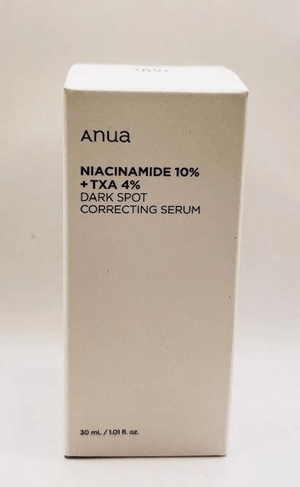 Anua
NIACINAMIDE 10%
+TXA 4%
DARK SPOT
CORRECTING SERUM
30 mL / 1.01 fl. oz.